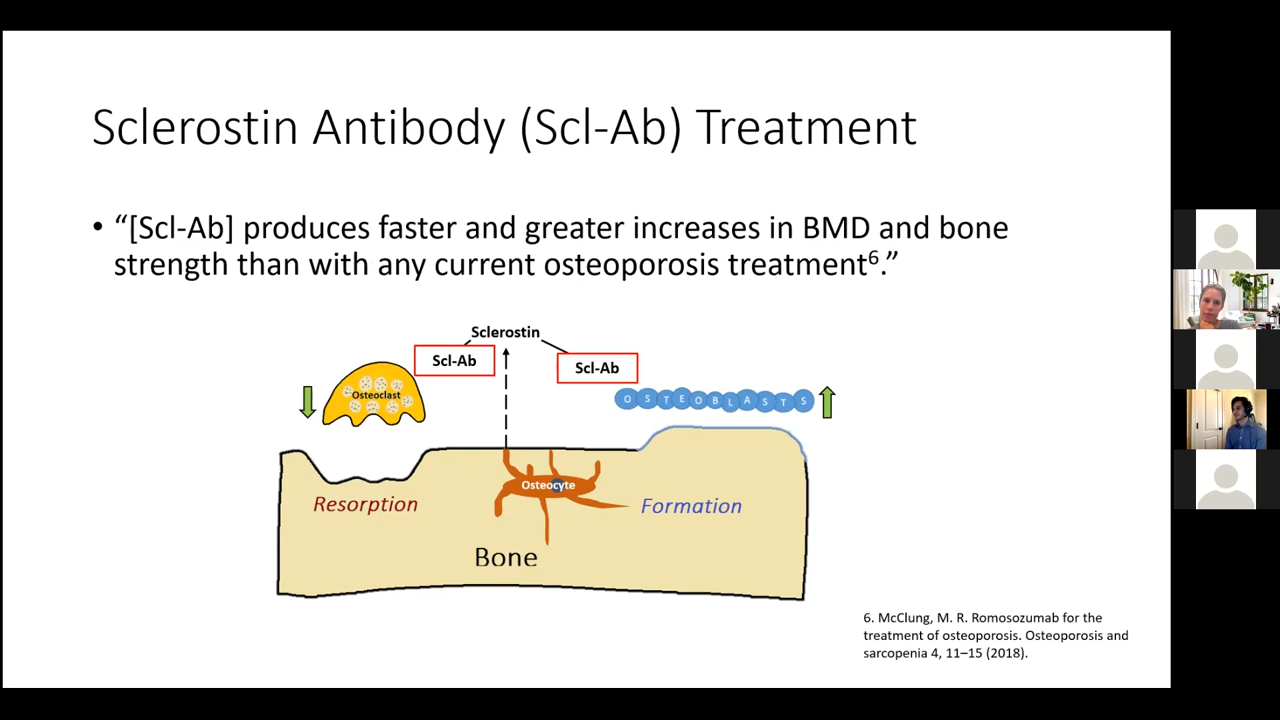 Sclerostin Antibody (Scl-Ab) Treatment
• “[Scl-Ab] produces faster and greater increases in BMD and bone
strength than with any current osteoporosis treatment⁶.”
Sclerostin
Scl-Ab
Scl-Ab
Osteoclast
OSTEOBLASTS
Osteocyte
Resorption
Formation
Bone
6. McClung, M. R. Romosozumab for the
treatment of osteoporosis. Osteoporosis and
sarcopenia 4, 11–15 (2018).